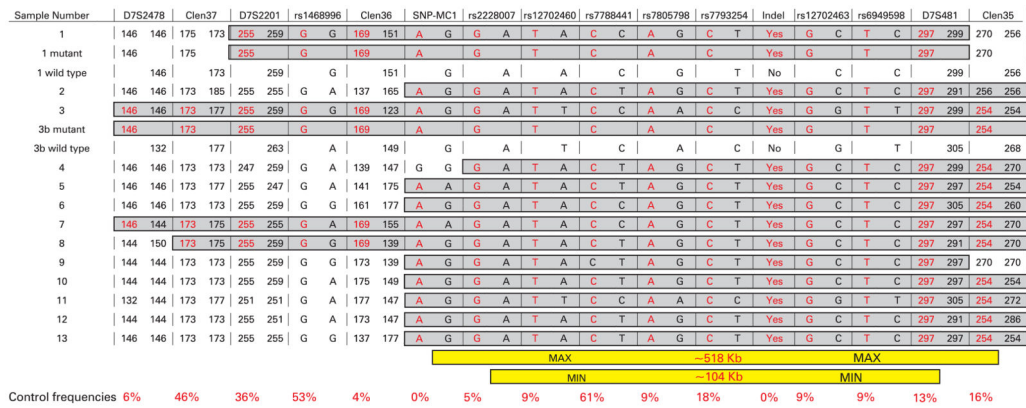 Sample Number D7S2478 Clen37 D7S2201 rs1468996 Clen36 SNP-MC1 rs2228007 rs12702460 rs7788441 rs7805798 rs7793254 Indel rs12702463 rs6949598 D7S481 Clen35
1 146 146 175 173 255 259 G G 169 151 A G G A T A C C A G C T Yes G C T C 297 299 270 256
1 mutant 146 175 255 G 169 A G T C A C Yes G T 297 270
1 wild type 146 173 259 G 151 G A A C G T No C C 299 256
2 146 146 173 185 255 255 G A 137 165 A G G A T A C T A G C T Yes G C T C 297 291 256 256
3 146 146 173 177 255 259 G G 169 123 A G G A T T C C A A C C Yes G G T T 297 299 254 254
3b mutant 146 173 255 G 169 A G T C A C Yes G T 297 254
3b wild type 132 177 263 A 149 G A T C A C No G T 305 268
4 146 146 173 173 247 259 G A 139 147 G G G A T A C T A G C T Yes G C T C 297 299 254 270
5 146 146 173 173 255 247 G A 141 175 A A G A T A C T A G C T Yes G C T C 297 297 254 254
6 146 146 173 173 255 259 G G 161 177 A G G A T A C C A G C T Yes G C T C 297 305 254 260
7 146 144 173 175 255 259 G A 169 155 A A G A T A C T A G C T Yes G C T C 297 297 254 270
8 144 150 173 175 255 259 G G 169 139 A G G A T A C T A G C T Yes G C T C 297 291 254 270
9 144 144 173 173 255 259 G G 173 139 A G G A T A C C A G C T Yes G C T C 297 297 270 270
10 144 144 173 173 255 259 G A 175 149 A G G A T A C T A G C T Yes G C T C 297 297 254 254
11 132 144 173 177 251 251 G A 177 147 A G G A T T C C A A C C Yes G G T T 297 305 254 272
12 144 144 173 173 255 251 G A 173 147 A G G A T A C T A G C T Yes G C T C 297 291 254 286
13 146 146 173 173 255 255 G G 137 177 A G G A T A C T A G C T Yes G C T C 297 297 254 254
MAX ~518 Kb MAX
MIN ~104 Kb MIN
Control frequencies 6% 46% 36% 53% 4% 0% 5% 9% 61% 9% 18% 0% 9% 9% 13% 16%